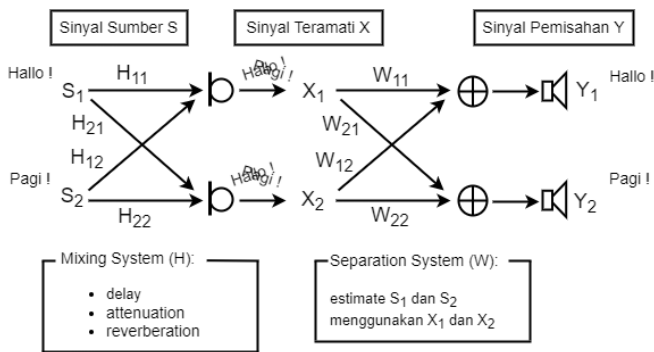 Sinyal Sumber S
Sinyal Teramati X
Sinyal Pemisahan Y
Hallo !
S1
H11
X1
W11
Y1
Hallo !
H21
W21
H12
W12
Pagi !
S2
H22
X2
W22
Y2
Pagi !
Mixing System (H):
• delay
• attenuation
• reverberation
Separation System (W):
estimate S1 dan S2
menggunakan X1 dan X2